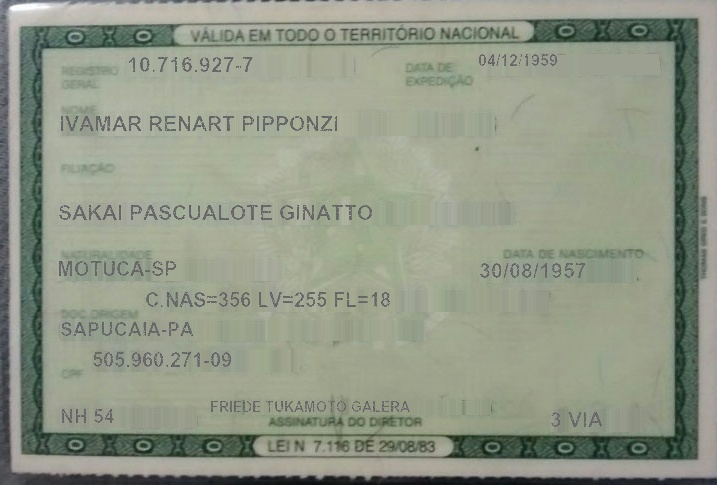 VÁLIDA EM TODO O TERRITÓRIO NACIONAL
REGISTRO GERAL 10.716.927-7 DATA DE EXPEDIÇÃO 04/12/1959
NOME
IVAMAR RENART PIPPONZI
FILIAÇÃO
SAKAI PASCUALOTE GINATTO
NATURALIDADE DATA DE NASCIMENTO
MOTUCA-SP 30/08/1957
C.NAS=356 LV=255 FL=18
DOC ORIGEM
SAPUCAIA-PA
505.960.271-09
CPF
FRIEDE TUKAMOTO GALERA
NH 54 ASSINATURA DO DIRETOR 3 VIA
LEI N 7.116 DE 29/08/83